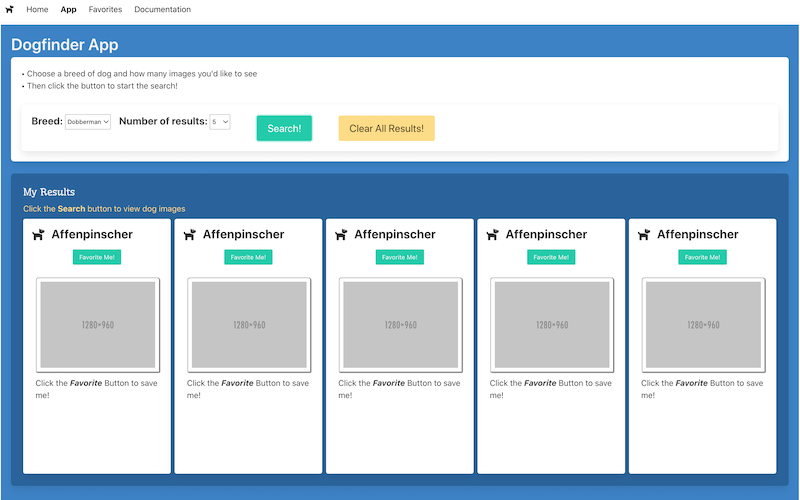 Home App Favorites Documentation
Dogfinder App
• Choose a breed of dog and how many images you'd like to see
• Then click the button to start the search!
Breed: Dobberman Number of results: 5 Search! Clear All Results!
My Results
Click the Search button to view dog images
Affenpinscher Affenpinscher Affenpinscher Affenpinscher Affenpinscher
Favorite Me! Favorite Me! Favorite Me! Favorite Me! Favorite Me!
1280×960 1280×960 1280×960 1280×960 1280×960
Click the Favorite Button to save
me!
Click the Favorite Button to save
me!
Click the Favorite Button to save
me!
Click the Favorite Button to save
me!
Click the Favorite Button to save
me!